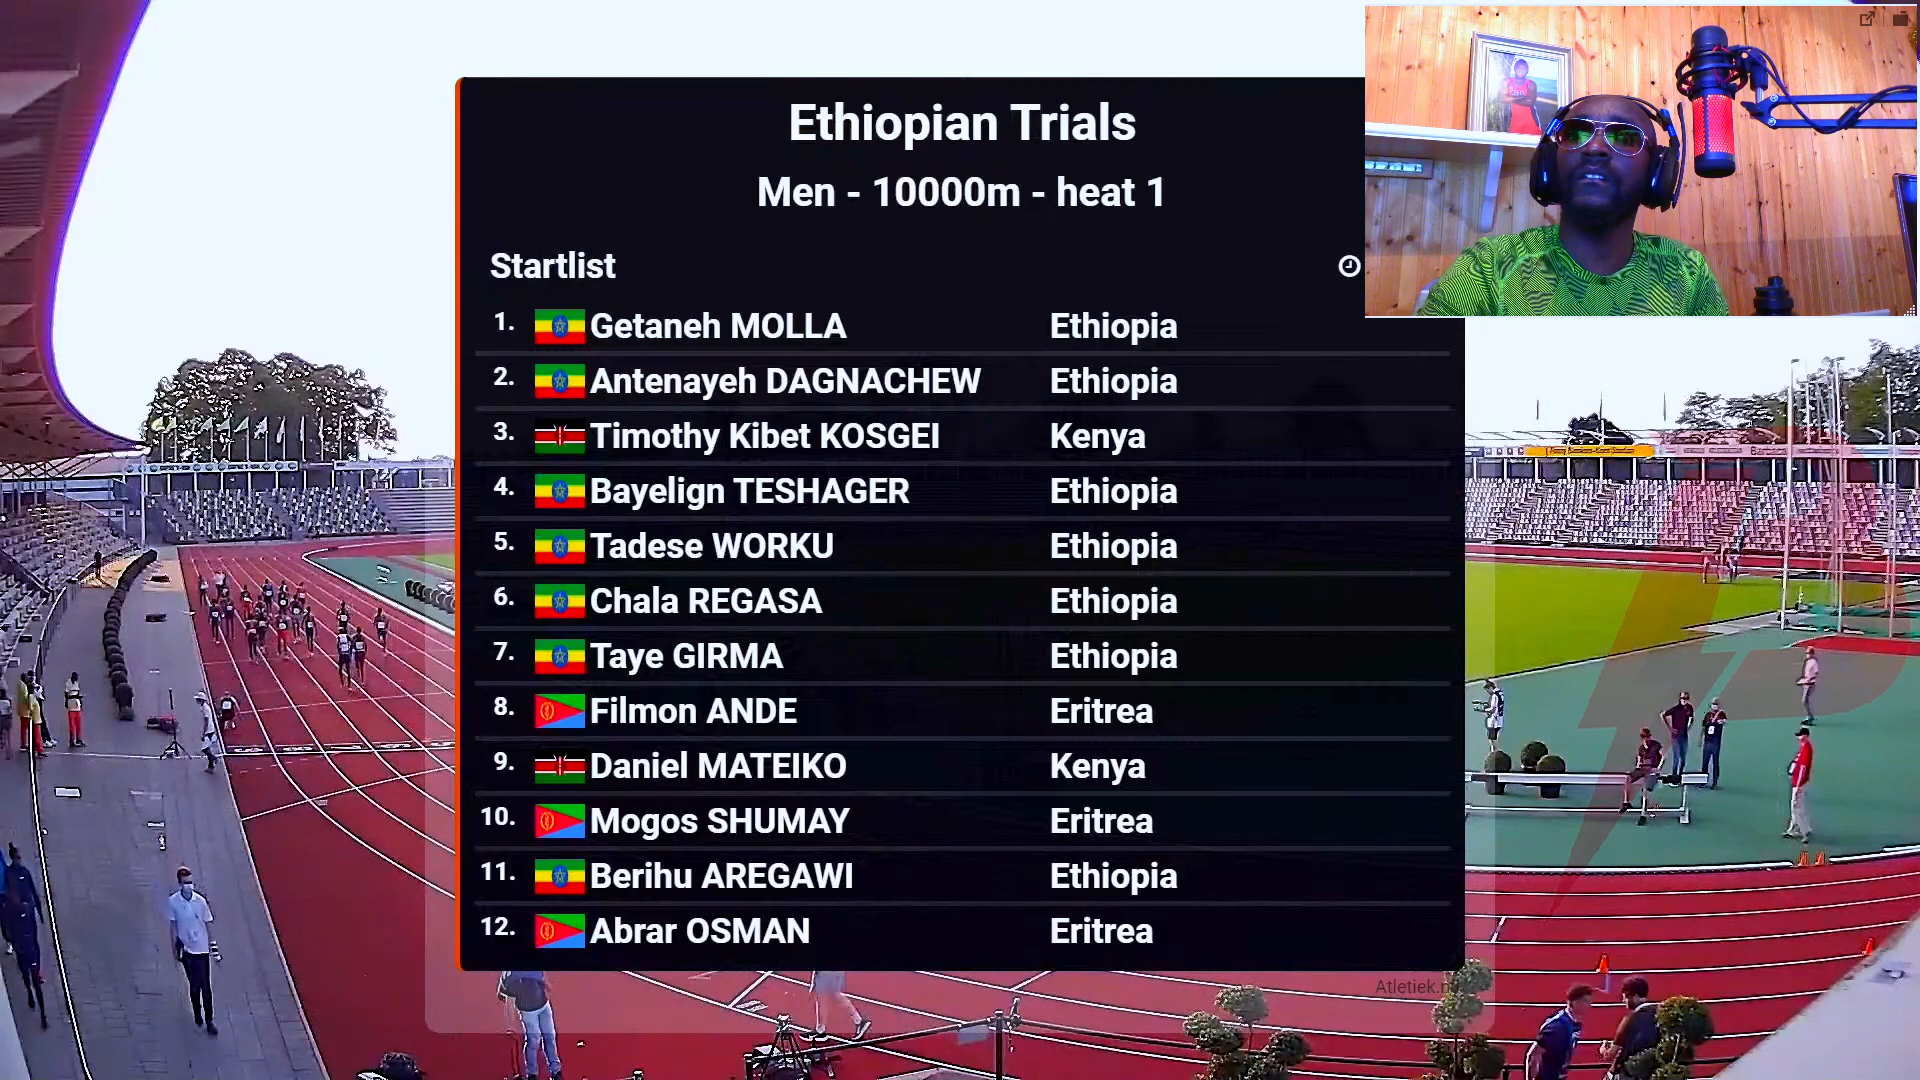 Ethiopian Trials
Men - 10000m - heat 1
Startlist
1. Getaneh MOLLA Ethiopia
2. Antenayeh DAGNACHEW Ethiopia
3. Timothy Kibet KOSGEI Kenya
4. Bayelign TESHAGER Ethiopia
5. Tadese WORKU Ethiopia
6. Chala REGASA Ethiopia
7. Taye GIRMA Ethiopia
8. Filmon ANDE Eritrea
9. Daniel MATEIKO Kenya
10. Mogos SHUMAY Eritrea
11. Berihu AREGAWI Ethiopia
12. Abrar OSMAN Eritrea